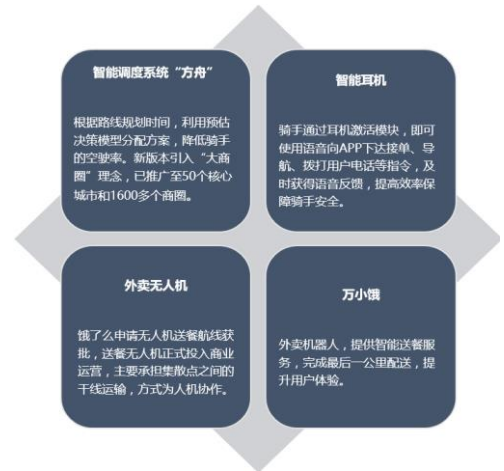 智能调度系统“方舟”
根据路线规划时间，利用预估
决策模型分配方案，降低骑手
的空驶率。新版本引入“大商
圈”理念，已推广至50个核心
城市和1600多个商圈。
智能耳机
骑手通过耳机激活模块，即可
使用语音向APP下达接单、导
航、拨打用户电话等指令，及
时获得语音反馈，提高效率保
障骑手安全。
外卖无人机
饿了么申请无人机送餐航线获
批，送餐无人机正式投入商业
运营，主要承担集散点之间的
干线运输，方式为人机协作。
万小饿
外卖机器人，提供智能送餐服
务，完成最后一公里配送，提
升用户体验。